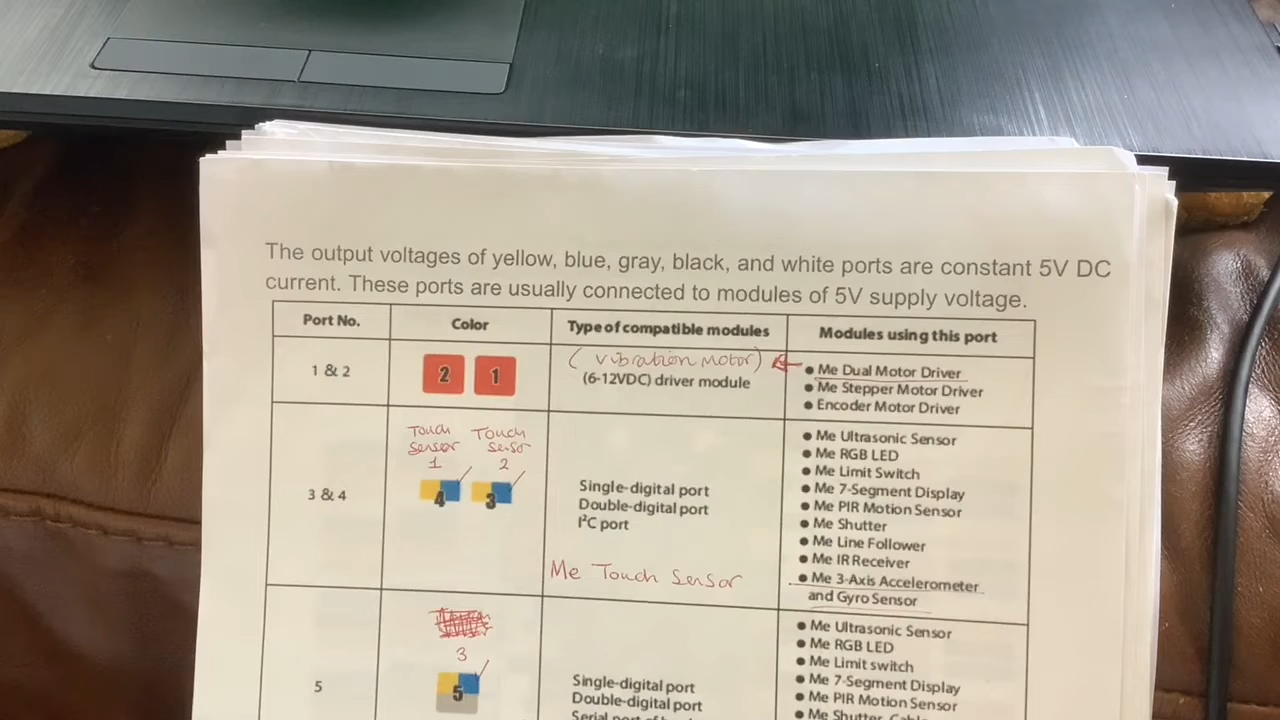 The output voltages of yellow, blue, gray, black, and white ports are constant 5V DC
current. These ports are usually connected to modules of 5V supply voltage.
Port No.
Color
Type of compatible modules
Modules using this port
1 & 2
2 1
(Vibration Motor)
(6-12VDC) driver module
● Me Dual Motor Driver
● Me Stepper Motor Driver
● Encoder Motor Driver
3 & 4
Touch
Sensor
1
Touch
senso
2
4 3
Single-digital port
Double-digital port
I²C port
Me Touch Sensor
● Me Ultrasonic Sensor
● Me RGB LED
● Me Limit Switch
● Me 7-Segment Display
● Me PIR Motion Sensor
● Me Shutter
● Me Line Follower
● Me IR Receiver
● Me 3-Axis Accelerometer
and Gyro Sensor
5
3
5
Single-digital port
Double-digital port
Serial port
● Me Ultrasonic Sensor
● Me RGB LED
● Me Limit switch
● Me 7-Segment Display
● Me PIR Motion Sensor
● Me Shutter